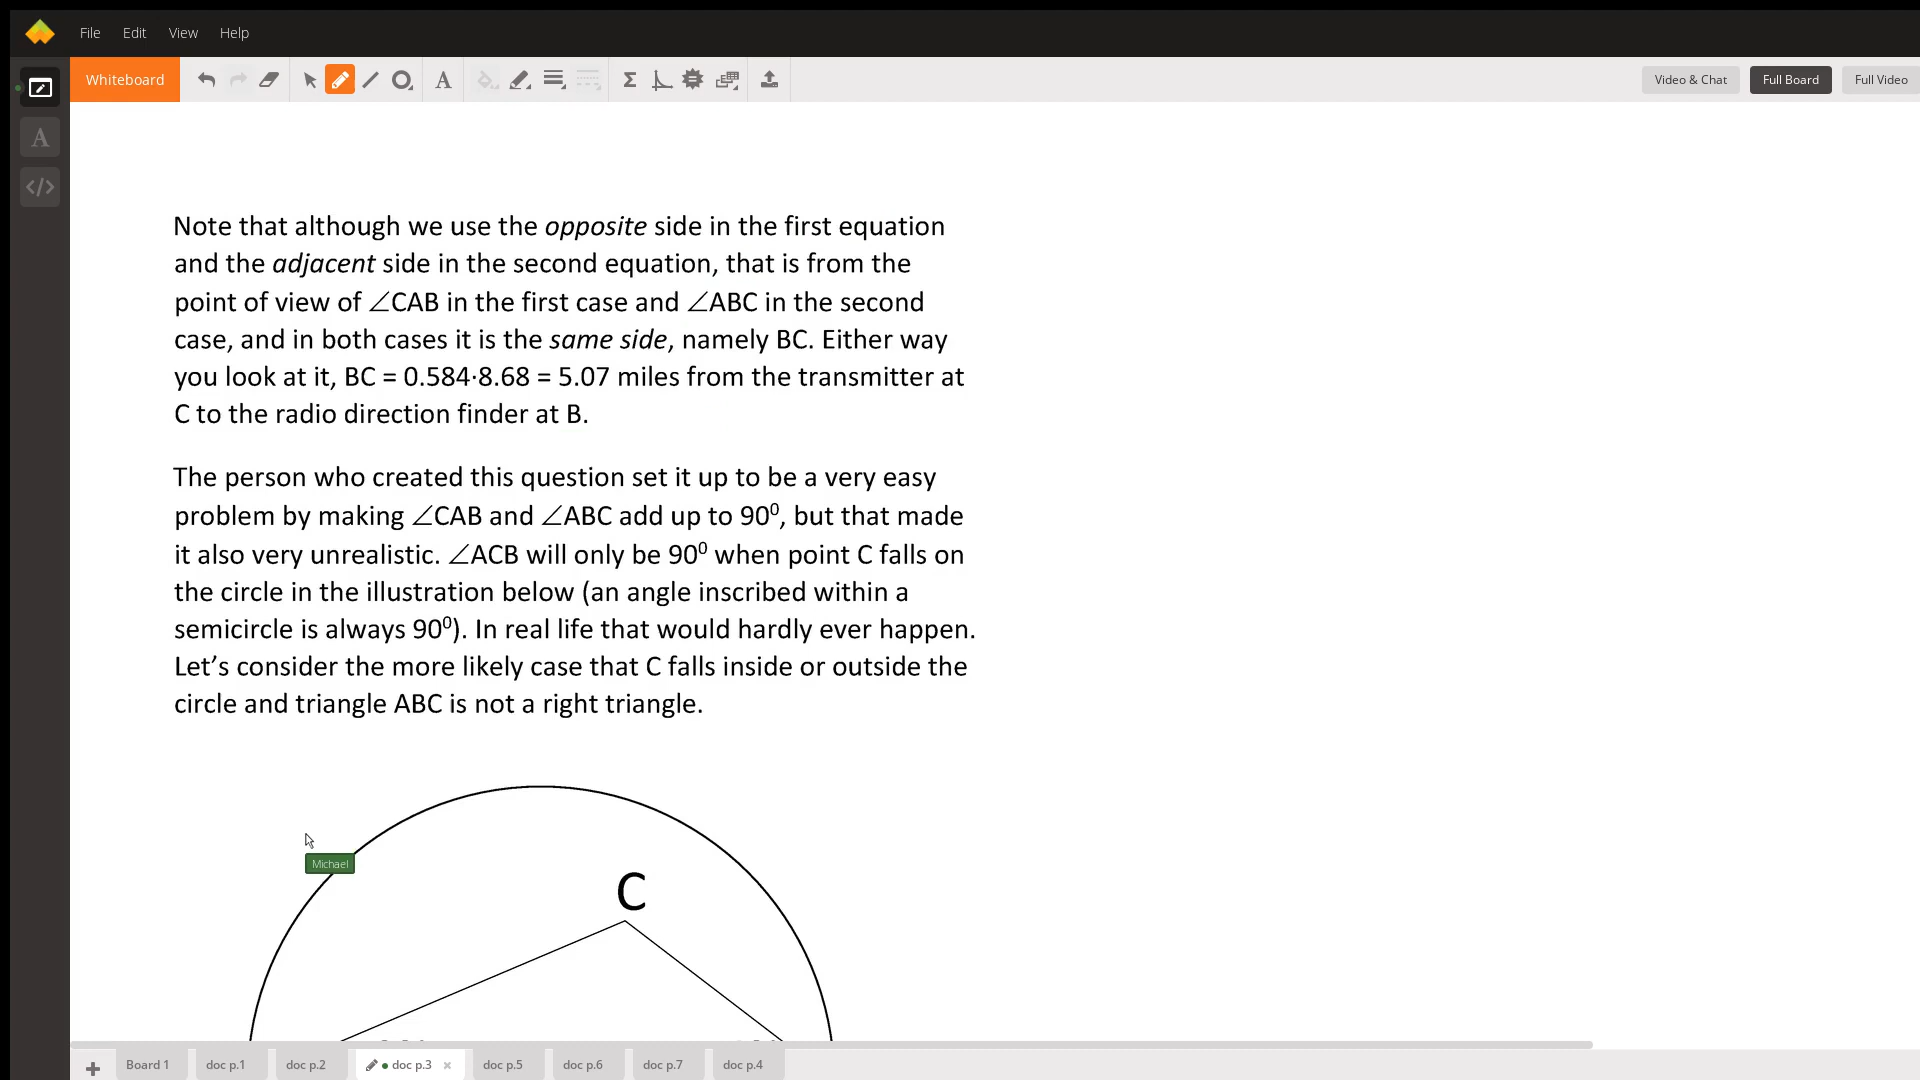 File Edit View Help
Whiteboard A Σ Video & Chat Full Board Full Video
A
</>
Note that although we use the opposite side in the first equation
and the adjacent side in the second equation, that is from the
point of view of ∠CAB in the first case and ∠ABC in the second
case, and in both cases it is the same side, namely BC. Either way
you look at it, BC = 0.584·8.68 = 5.07 miles from the transmitter at
C to the radio direction finder at B.
The person who created this question set it up to be a very easy
problem by making ∠CAB and ∠ABC add up to 90⁰, but that made
it also very unrealistic. ∠ACB will only be 90⁰ when point C falls on
the circle in the illustration below (an angle inscribed within a
semicircle is always 90⁰). In real life that would hardly ever happen.
Let’s consider the more likely case that C falls inside or outside the
circle and triangle ABC is not a right triangle.
Michael
C
Board 1 doc p.1 doc p.2 doc p.3 doc p.5 doc p.6 doc p.7 doc p.4